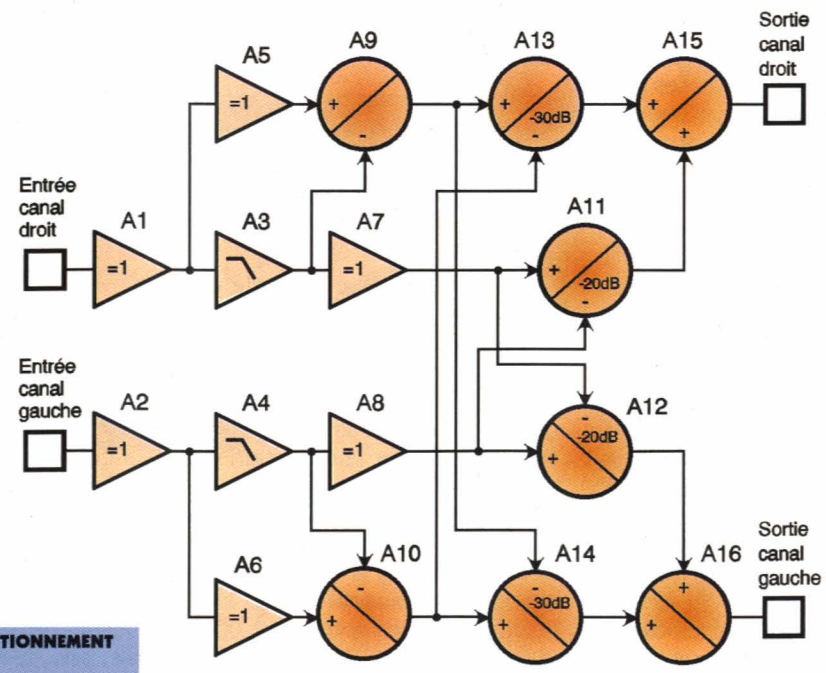 Sortie
canal
droit
A5
A9
A13
A15
=1
+
-
+
-30dB
-
+
+
Entrée
canal
droit
A1
A3
A7
A11
=1
=1
+
-20dB
-
Entrée
canal
gauche
A2
A4
A8
A12
=1
=1
-
-20dB
+
A6
A10
A14
A16
Sortie
canal
gauche
=1
-
+
-
-30dB
+
+
+
TIONNEMENT